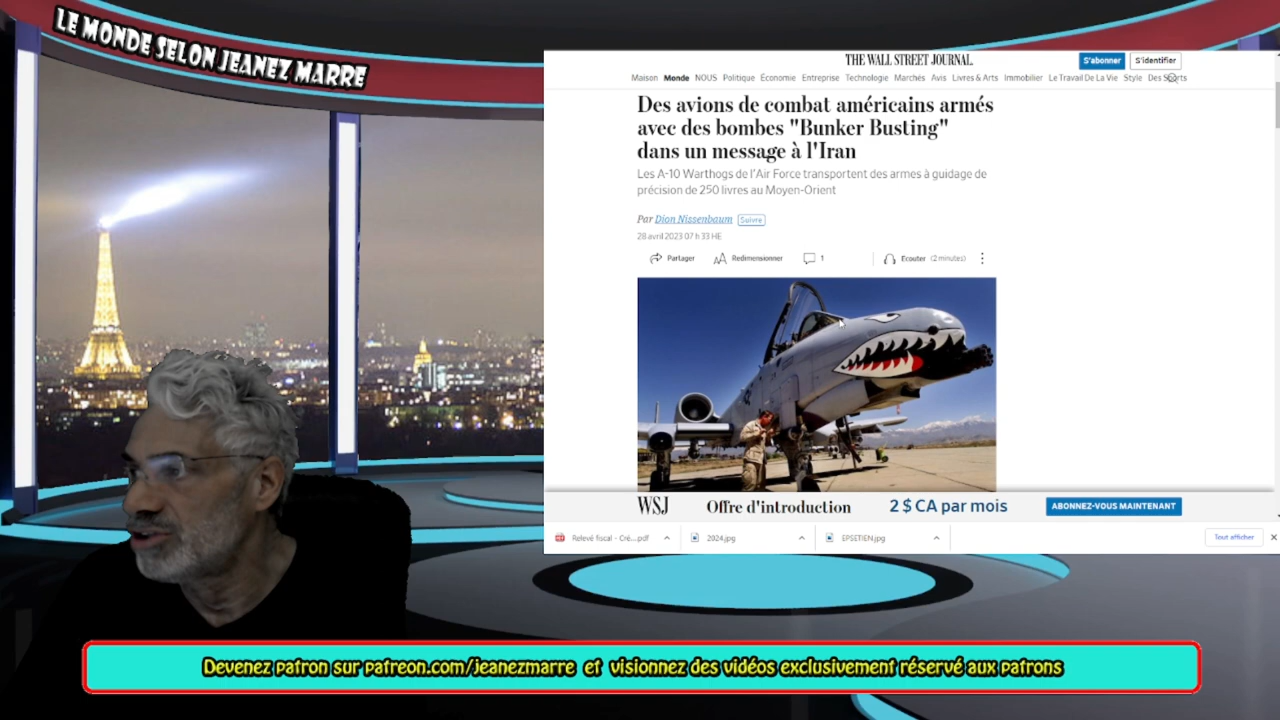 LE MONDE SELON JEANEZ MARRE
THE WALL STREET JOURNAL.
S'abonner
S'identifier
Maison Monde NOUS Politique Économie Entreprise Technologie Marchés Avis Livres & Arts Immobilier Le Travail De La Vie Style Des Sports
Des avions de combat américains armés
avec des bombes "Bunker Busting"
dans un message à l'Iran
Les A-10 Warthogs de l'Air Force transportent des armes à guidage de
précision de 250 livres au Moyen-Orient
Par Dion Nissenbaum Suivre
28 avril 2023 07 h 33 HE
Partager AA Redimensionner 1 Ecouter (2 minutes)
WSJ Offre d'introduction 2 $ CA par mois ABONNEZ-VOUS MAINTENANT
Relevé fiscal - Cré....pdf 2024.jpg EPSETIEN.jpg Tout afficher
Devenez patron sur patreon.com/jeanezmarre et visionnez des vidéos exclusivement réservé aux patrons